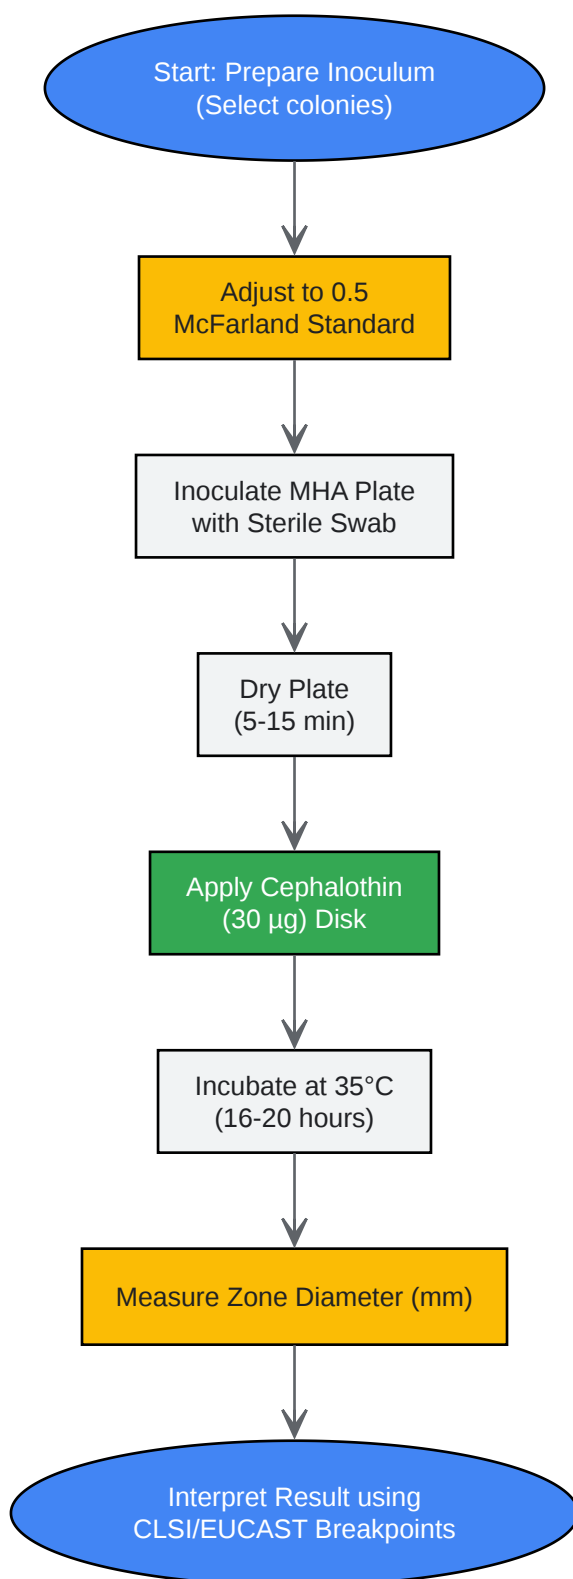 Start: Prepare Inoculum
(Select colonies)
Adjust to 0.5
McFarland Standard
Inoculate MHA Plate
with Sterile Swab
Dry Plate
(5-15 min)
Apply Cephalothin
(30 µg) Disk
Incubate at 35°C
(16-20 hours)
Measure Zone Diameter (mm)
Interpret Result using
CLSI/EUCAST Breakpoints